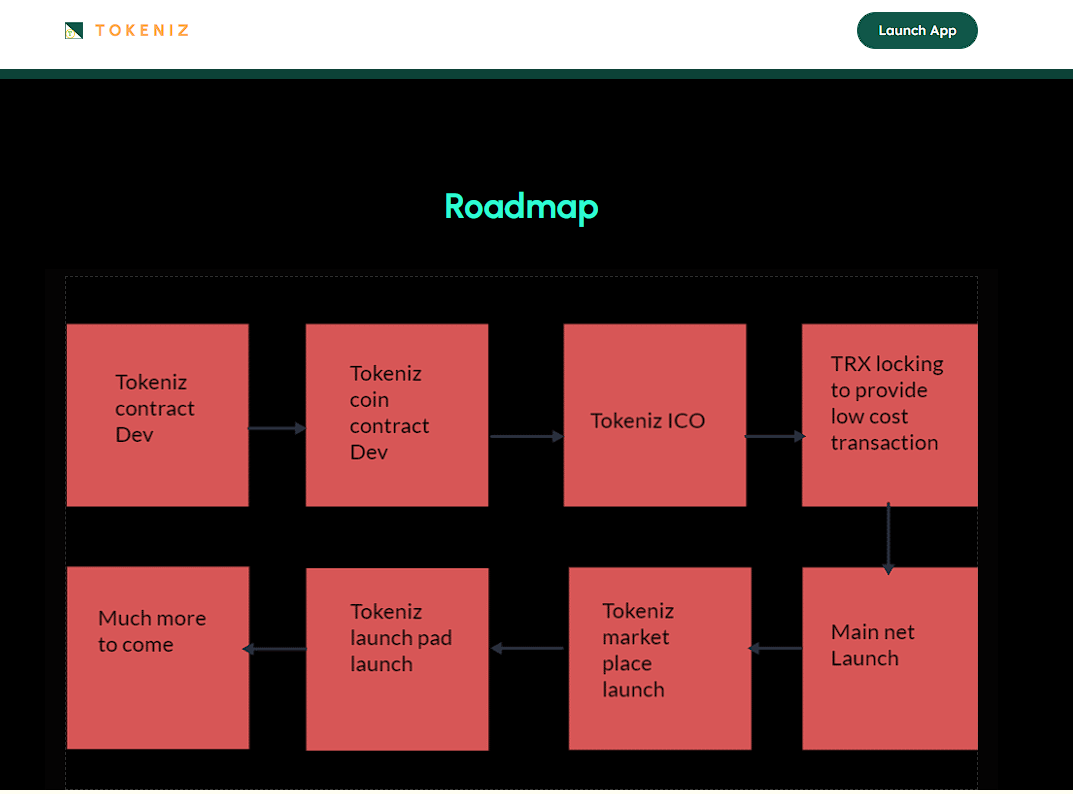 TOKENIZ
Launch App
Roadmap
Tokeniz
contract
Dev
Tokeniz
coin
contract
Dev
Tokeniz ICO
TRX locking
to provide
low cost
transaction
Much more
to come
Tokeniz
launch pad
launch
Tokeniz
market
place
launch
Main net
Launch